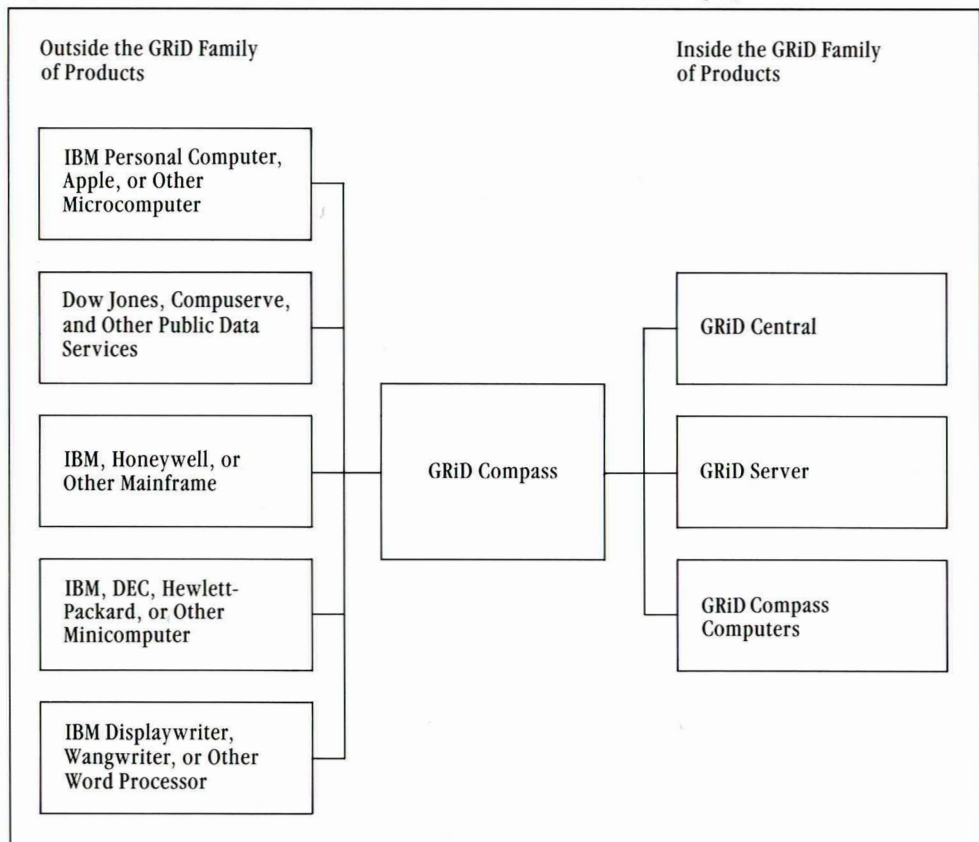 Outside the GRiD Family
of Products
Inside the GRiD Family
of Products
IBM Personal Computer,
Apple, or Other
Microcomputer
Dow Jones, Compuserve,
and Other Public Data
Services
IBM, Honeywell, or
Other Mainframe
IBM, DEC, Hewlett-
Packard, or Other
Minicomputer
IBM Displaywriter,
Wangwriter, or Other
Word Processor
GRiD Compass
GRiD Central
GRiD Server
GRiD Compass
Computers